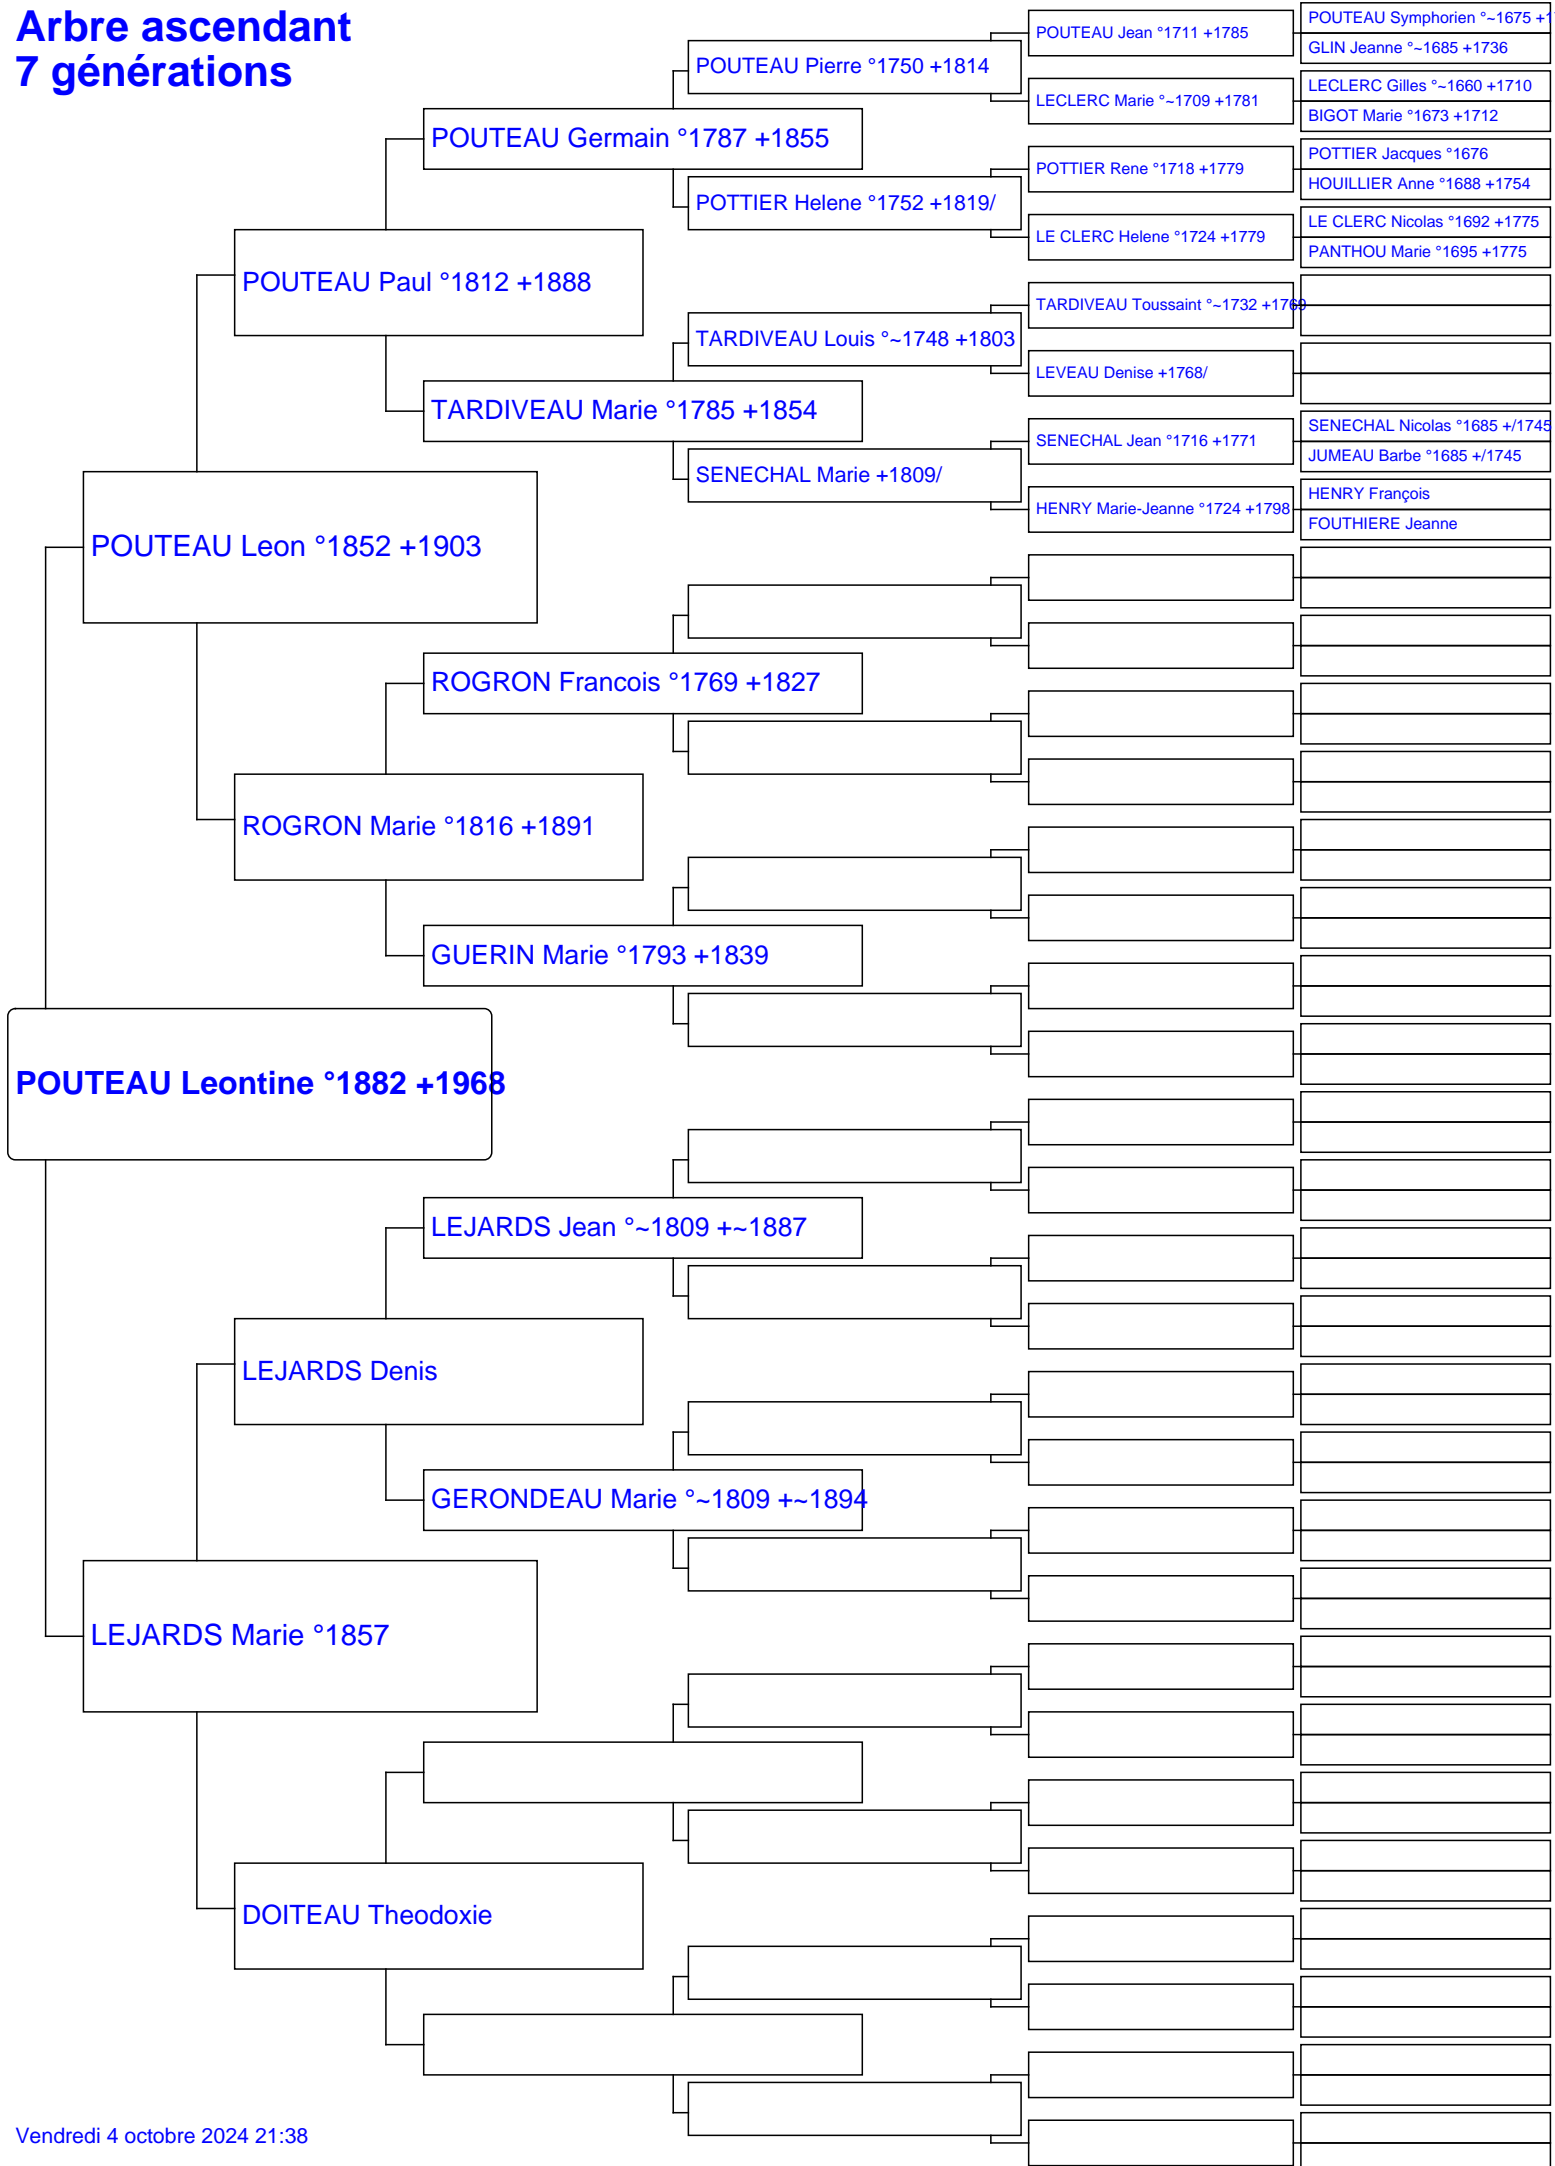 Arbre ascendant
7 générations
POUTEAU Symphorien °~1675
GLIN Jeanne °~1685 +1736
POUTEAU Jean °1711 +1785
POUTEAU Pierre °1750 +1814
LECLERC Gilles °~1660 +1710
BIGOT Marie °1673 +1712
LECLERC Marie °~1709 +1781
POUTEAU Germain °1787 +1855
POTTIER Jacques °1676
HOUILLIER Anne °1688 +1754
POTTIER Rene °1718 +1779
POTTIER Helene °1752 +1819/
LE CLERC Nicolas °1692 +1775
PANTHOU Marie °1695 +1775
LE CLERC Helene °1724 +1779
POUTEAU Paul °1812 +1888
TARDIVEAU Toussaint °~1732 +1769
TARDIVEAU Louis °~1748 +1803
LEVEAU Denise +1768/
TARDIVEAU Marie °1785 +1854
SENECHAL Nicolas °1685 +/1745
JUMEAU Barbe °1685 +/1745
SENECHAL Jean °1716 +1771
SENECHAL Marie +1809/
HENRY François
FOUTHIERE Jeanne
HENRY Marie-Jeanne °1724 +1798
POUTEAU Leon °1852 +1903
ROGRON Francois °1769 +1827
ROGRON Marie °1816 +1891
GUERIN Marie °1793 +1839
POUTEAU Leontine °1882 +1968
LEJARDS Jean °~1809 +~1887
LEJARDS Denis
GERONDEAU Marie °~1809 +~1894
LEJARDS Marie °1857
DOITEAU Theodoxie
Vendredi 4 octobre 2024 21:38